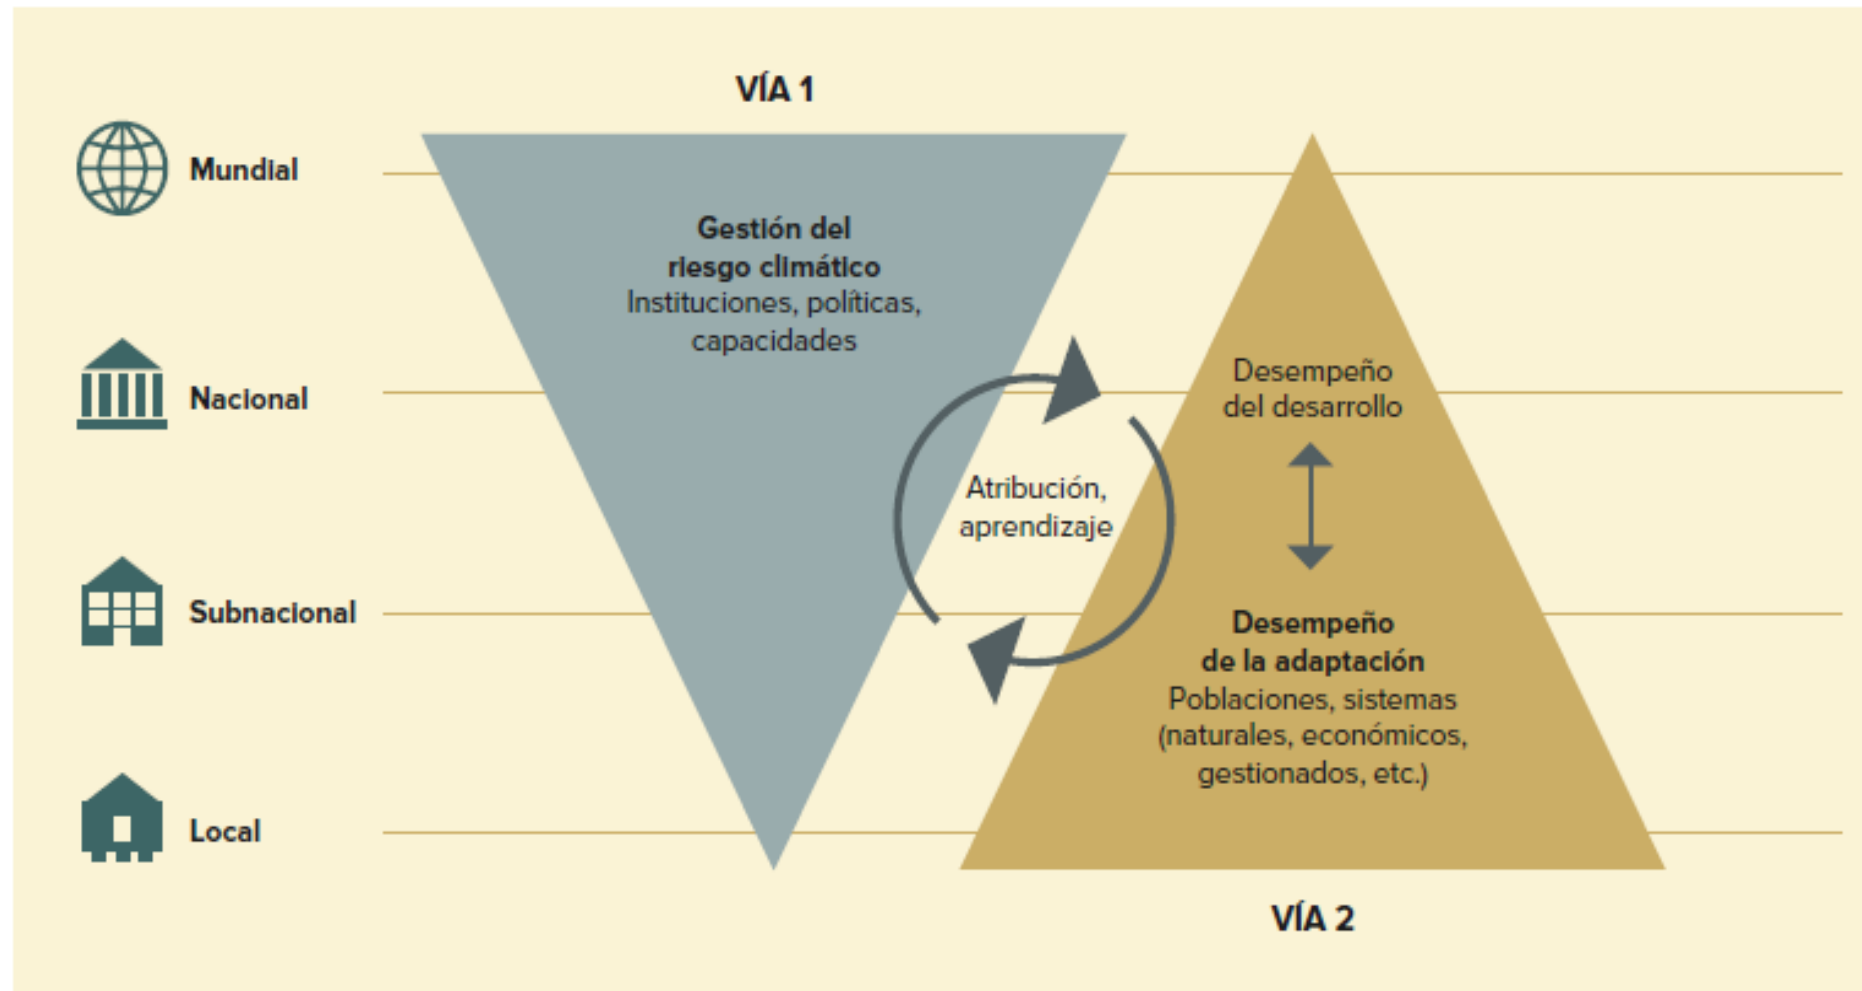 VÍA 1
Mundial
Gestión del
riesgo climático
Instituciones, políticas,
capacidades
Nacional
Desempeño
del desarrollo
Atribución,
aprendizaje
Subnacional
Desempeño
de la adaptación
Poblaciones, sistemas
(naturales, económicos,
gestionados, etc.)
Local
VÍA 2